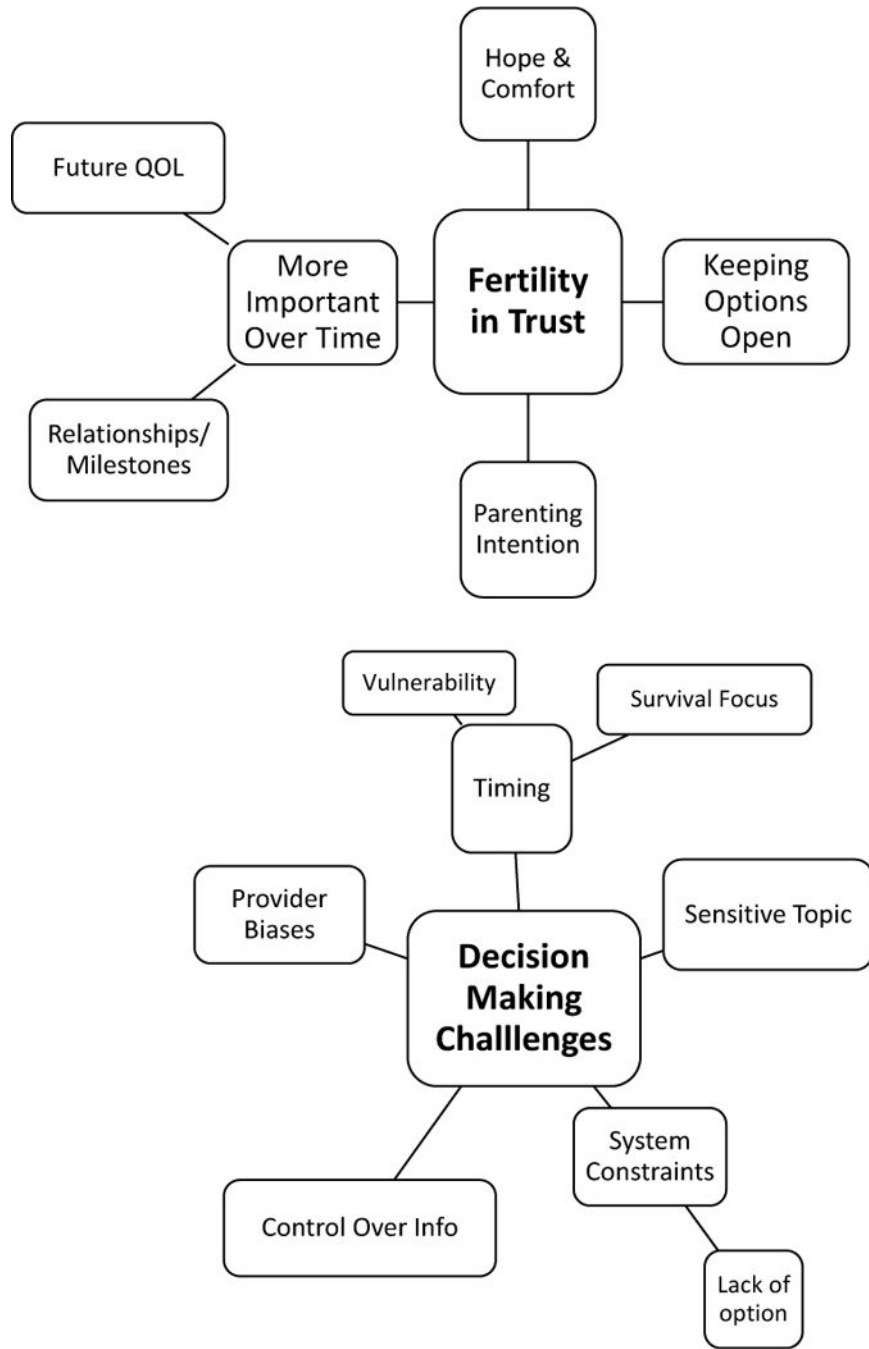 Hope &
Comfort
Future QOL
More
Important
Over Time
Fertility
in Trust
Keeping
Options
Open
Relationships/
Milestones
Parenting
Intention
Vulnerability
Survival Focus
Timing
Provider
Biases
Sensitive Topic
Decision
Making
Challlenges
System
Constraints
Control Over Info
Lack of
option